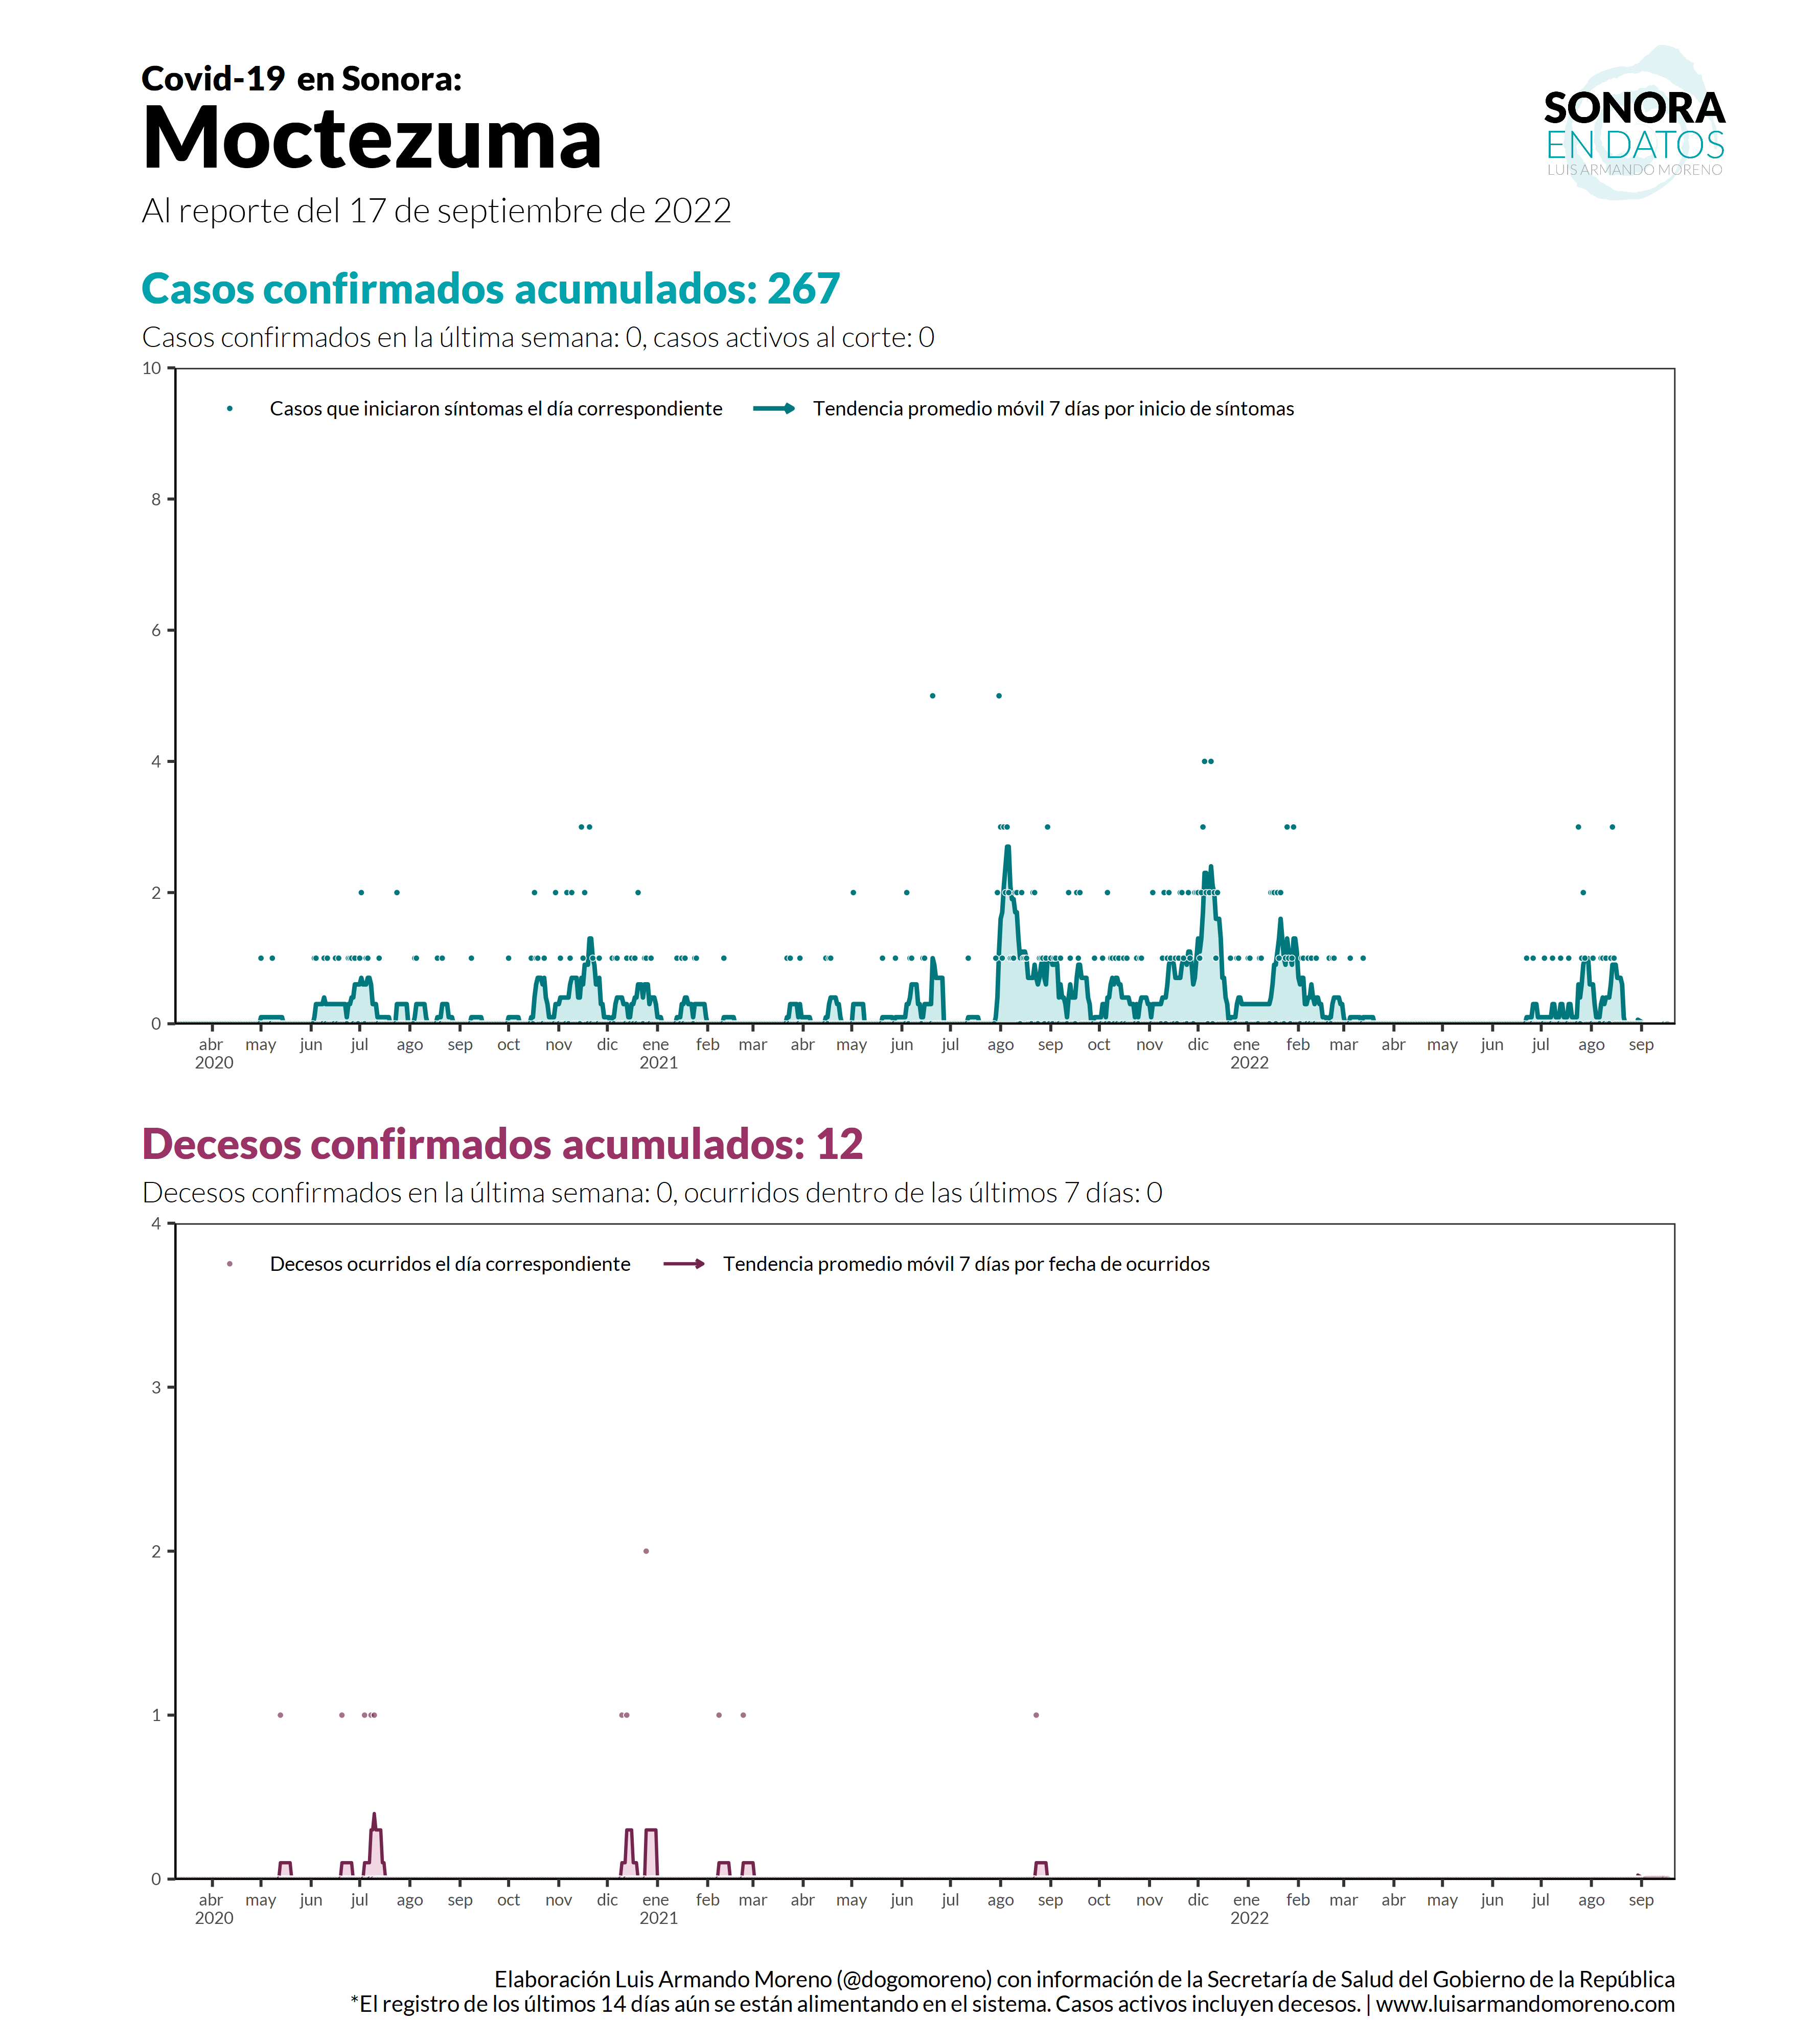 Covid-19 en Sonora:
Moctezuma
Al reporte del 17 de septiembre de 2022
SONORA
EN DATOS
LUIS ARMANDO MORENO
Casos confirmados acumulados: 267
Casos confirmados en la última semana: 0, casos activos al corte: 0
10
Casos que iniciaron síntomas el día correspondiente Tendencia promedio móvil 7 días por inicio de síntomas
8
6
4
2
0
abr may jun jul ago sep oct nov dic ene feb mar abr may jun jul ago sep oct nov dic ene feb mar abr may jun jul ago sep
2020 2021 2022
Decesos confirmados acumulados: 12
Decesos confirmados en la última semana: 0, ocurridos dentro de las últimos 7 días: 0
4
Decesos ocurridos el día correspondiente Tendencia promedio móvil 7 días por fecha de ocurridos
3
2
1
0
abr may jun jul ago sep oct nov dic ene feb mar abr may jun jul ago sep oct nov dic ene feb mar abr may jun jul ago sep
2020 2021 2022
Elaboración Luis Armando Moreno (@dogomoreno) con información de la Secretaría de Salud del Gobierno de la República
*El registro de los últimos 14 días aún se están alimentando en el sistema. Casos activos incluyen decesos. | www.luisarmandomoreno.com